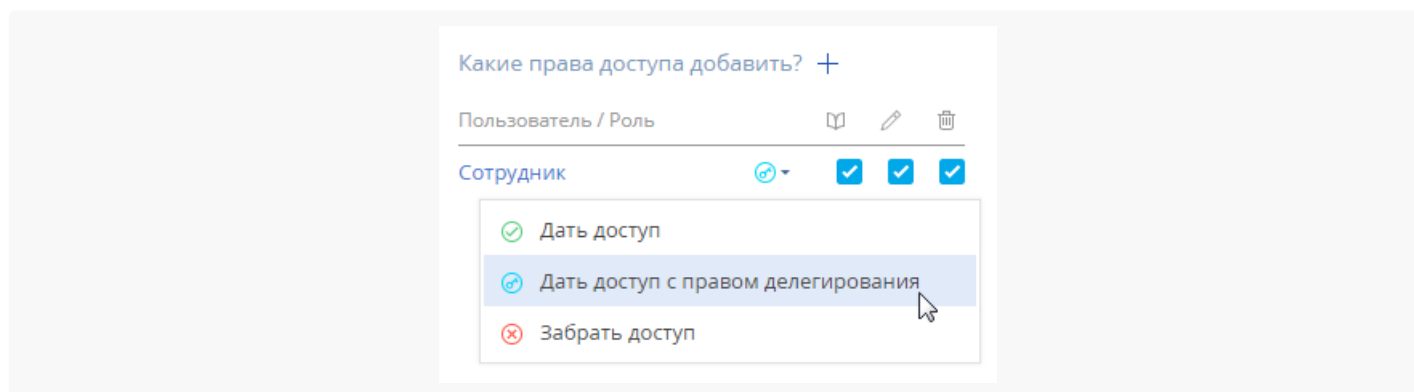 Какие права доступа добавить? +
Пользователь / Роль
Сотрудник
Дать доступ
Дать доступ с правом делегирования
Забрать доступ